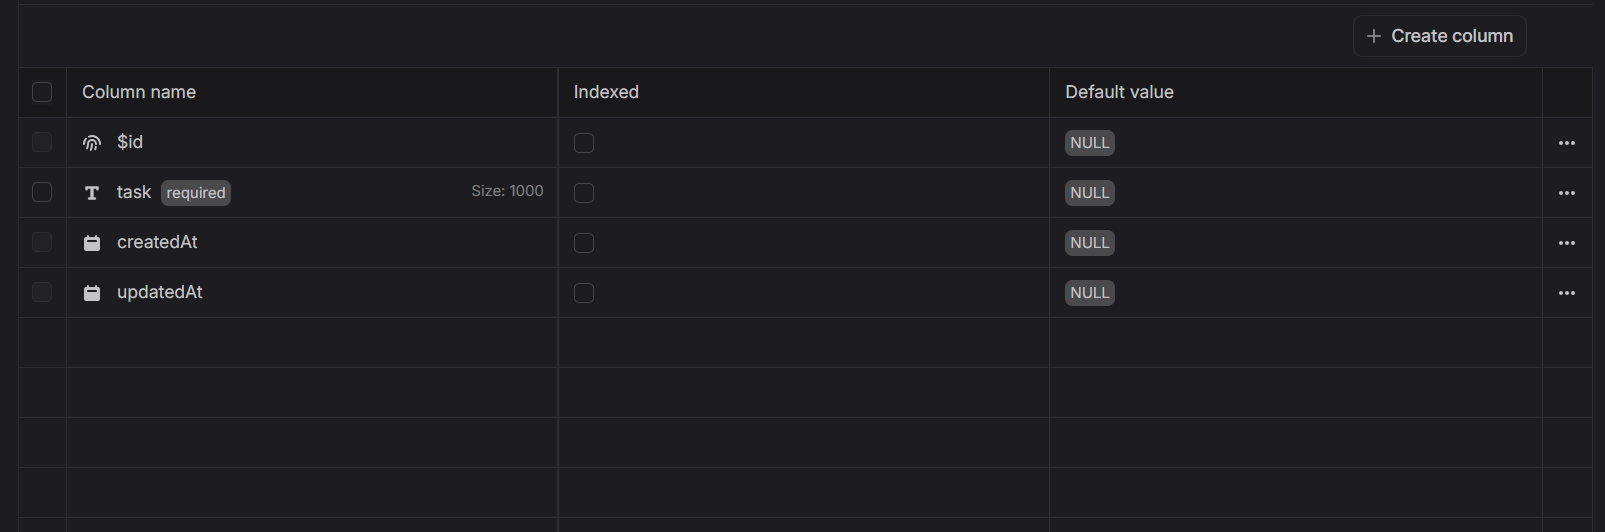 Create column
Column name Indexed Default value
$id NULL
task required Size: 1000 NULL
createdAt NULL
updatedAt NULL